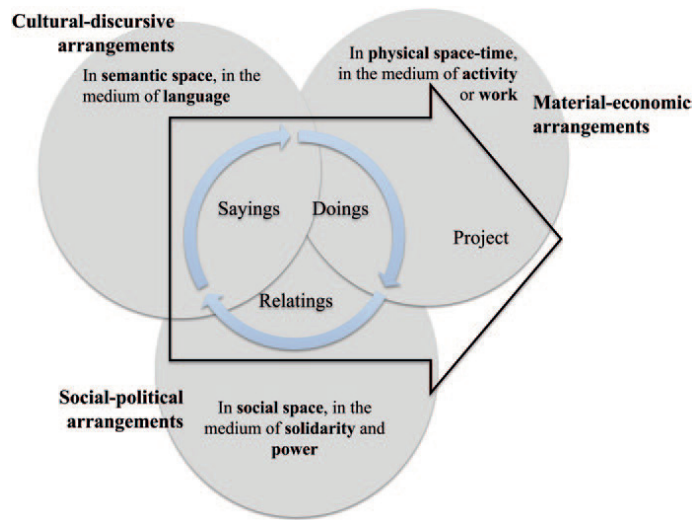 Cultural-discursive
arrangements
In semantic space, in the
medium of language
In physical space-time,
in the medium of activity
or work
Material-economic
arrangements
Sayings
Doings
Project
Relatings
Social-political
arrangements
In social space, in the
medium of solidarity and
power